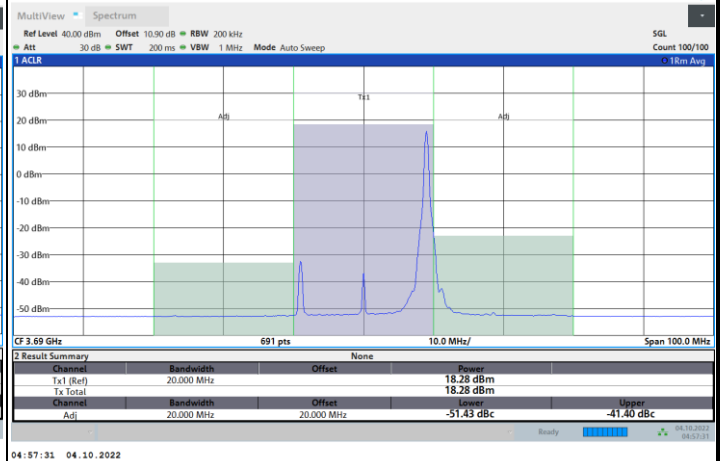 MultiView Spectrum
Ref Level 40.00 dBm Offset 10.90 dB RBW 200 kHz SGL
Att 30 dB SWT 200 ms VBW 1 MHz Mode Auto Sweep Count 100/100
1 ACLR 1Rm Avg
Tx1
Adj Adj
30 dBm
20 dBm
10 dBm
0 dBm
-10 dBm
-20 dBm
-30 dBm
-40 dBm
-50 dBm
CF 3.69 GHz 691 pts 10.0 MHz/ Span 100.0 MHz
2 Result Summary None
Channel Bandwidth Offset Power
Tx1 (Ref) 20.000 MHz 18.28 dBm
Tx Total 18.28 dBm
Channel Bandwidth Offset Lower Upper
Adj 20.000 MHz 20.000 MHz -51.43 dBc -41.40 dBc
Ready 04.10.2022
04:57:31
04:57:31 04.10.2022